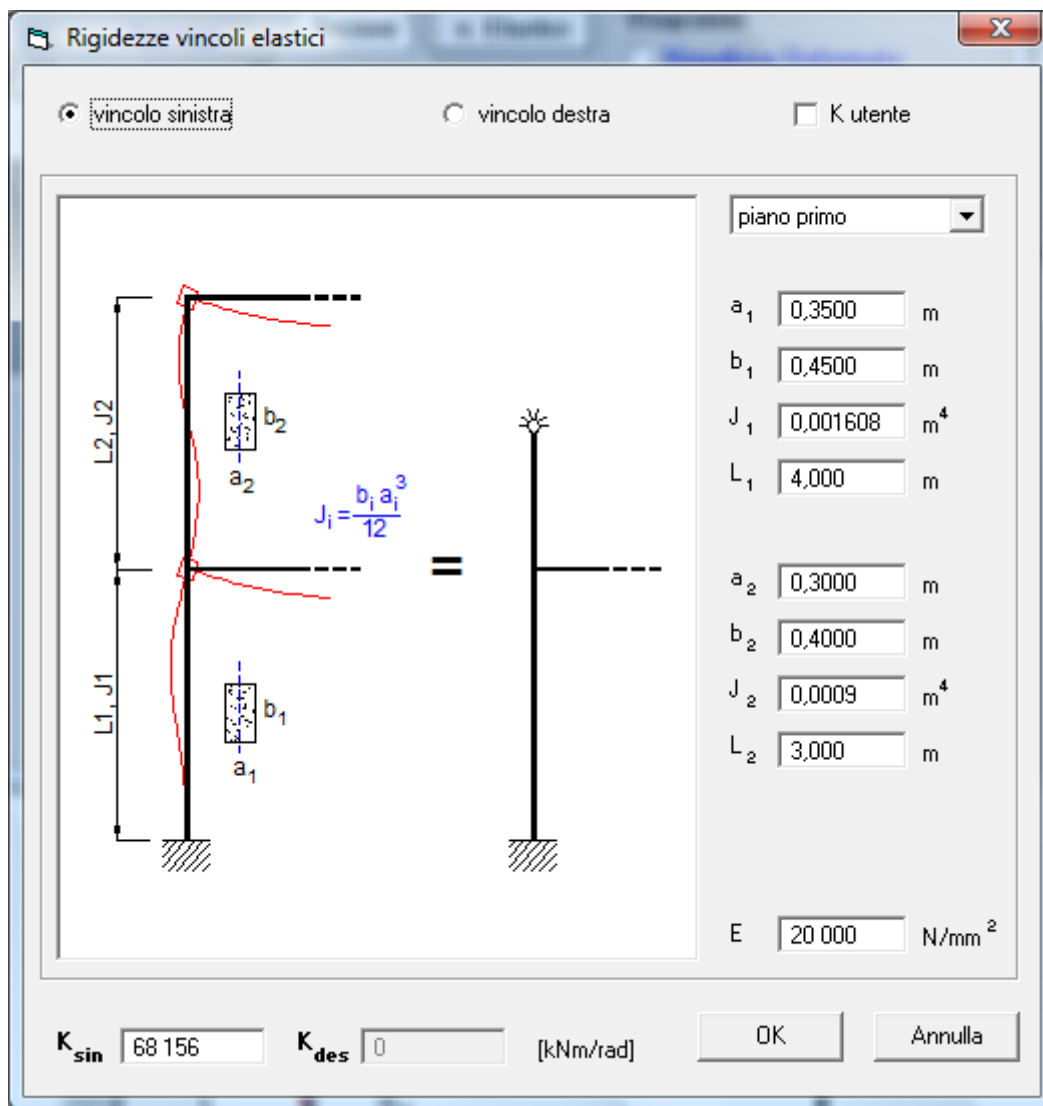 Rigidezze vincoli elastici
vincolo sinistra
vincolo destra
K utente
piano primo
a1 0,3500 m
b1 0,4500 m
J1 0,001608 m⁴
L1 4,000 m
a2 0,3000 m
b2 0,4000 m
J2 0,0009 m⁴
L2 3,000 m
E 20 000 N/mm²
L2, J2
b2
a2
Ji = bi ai³ / 12
=
L1, J1
b1
a1
Ksin 68 156
Kdes 0
[kNm/rad]
OK
Annulla